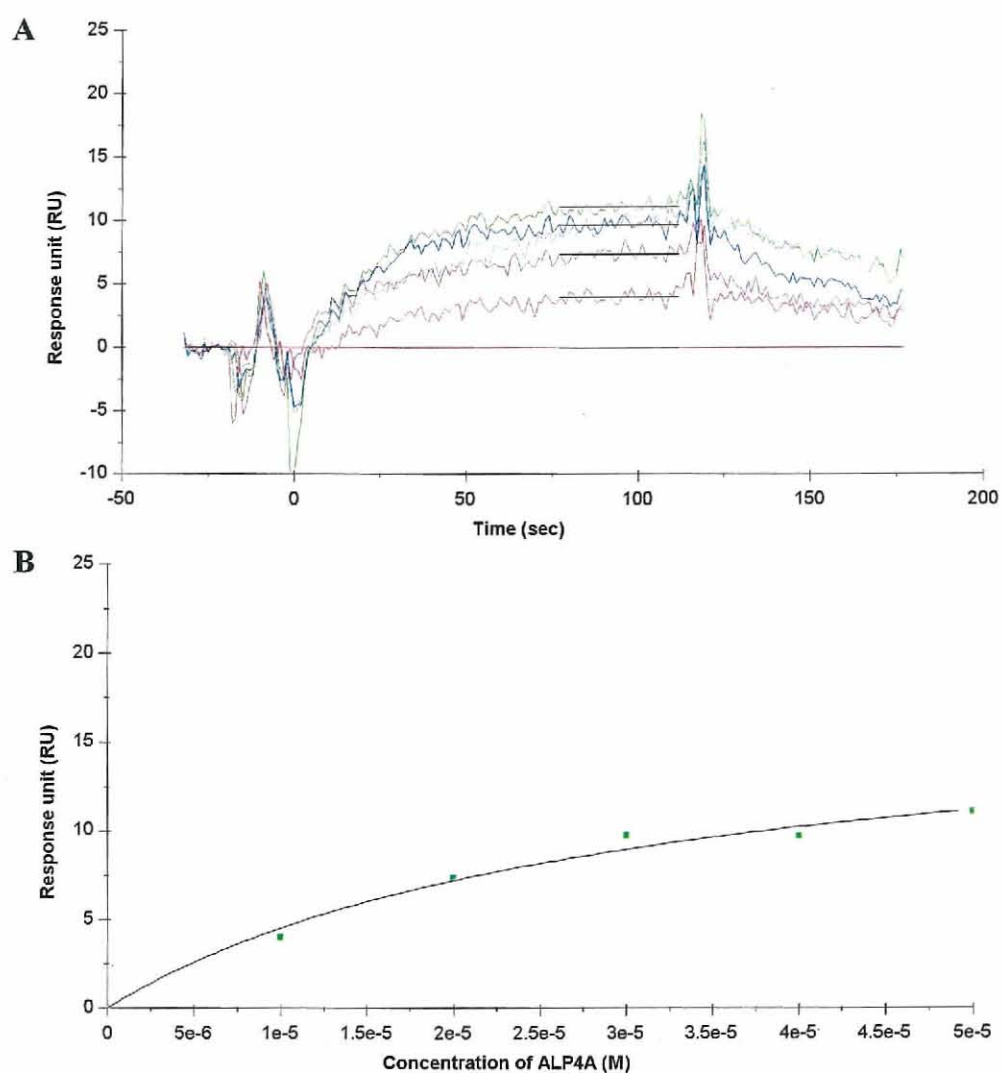 A
25
20
15
10
5
0
-5
-10
Response unit (RU)
-50 0 50 100 150 200
Time (sec)
B
25
20
15
10
5
0
Response unit (RU)
0 5e-6 1e-5 1.5e-5 2e-5 2.5e-5 3e-5 3.5e-5 4e-5 4.5e-5 5e-5
Concentration of ALP4A (M)